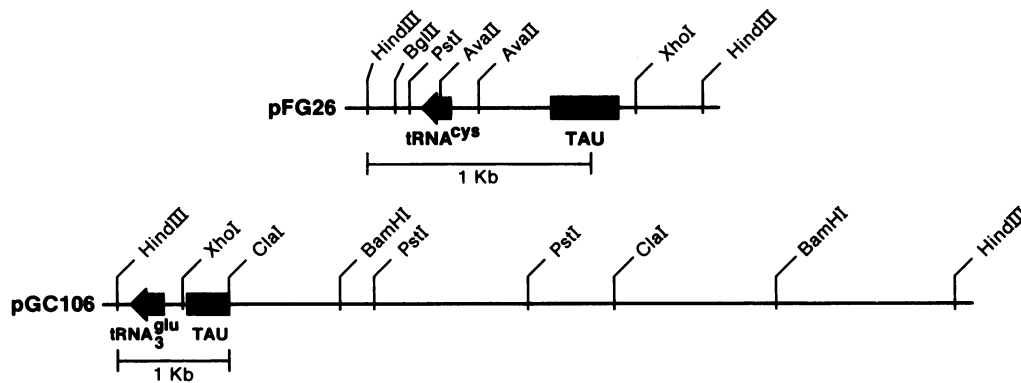 HindIII BglII PstI AvaII AvaII XhoI HindIII
pFG26
tRNAcys TAU
1 Kb
HindIII XhoI ClaI BamHI PstI PstI ClaI BamHI HindIII
pGC106
tRNA3glu TAU
1 Kb